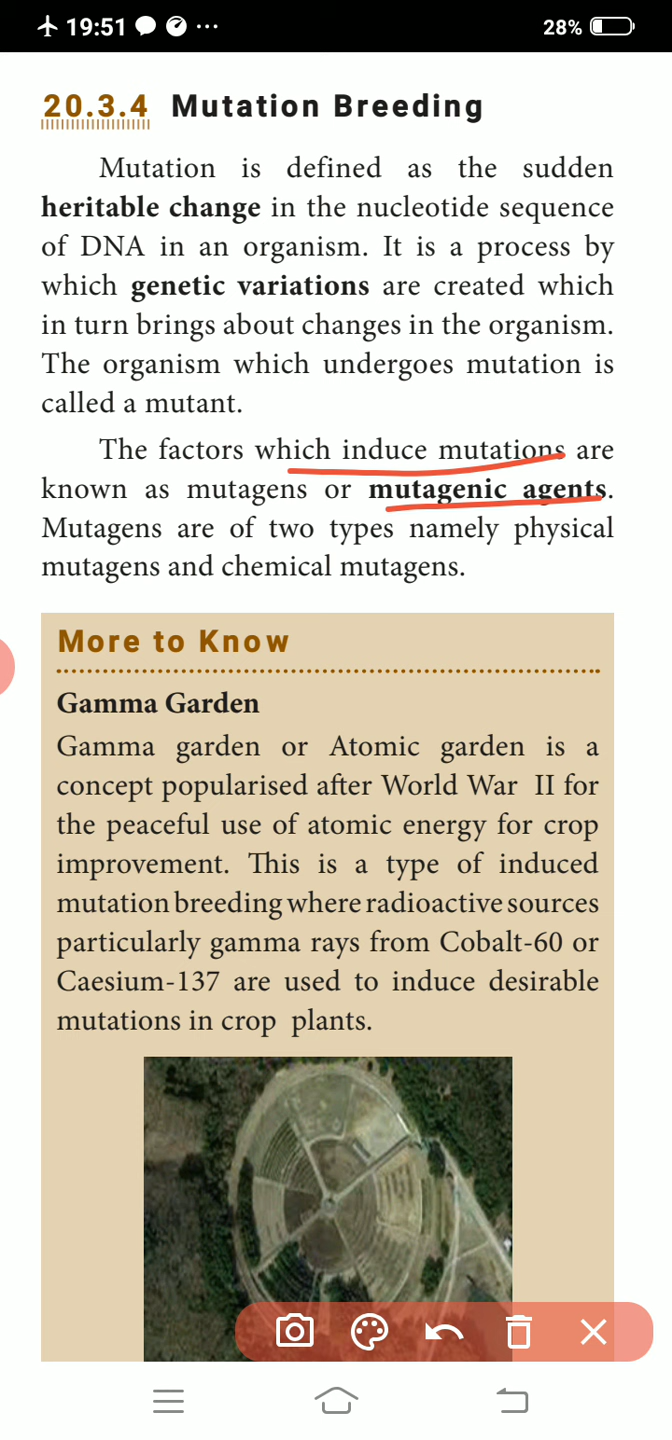 19:51 ...
28%
20.3.4 Mutation Breeding
Mutation is defined as the sudden
heritable change in the nucleotide sequence
of DNA in an organism. It is a process by
which genetic variations are created which
in turn brings about changes in the organism.
The organism which undergoes mutation is
called a mutant.
The factors which induce mutations are
known as mutagens or mutagenic agents.
Mutagens are of two types namely physical
mutagens and chemical mutagens.
More to Know
Gamma Garden
Gamma garden or Atomic garden is a
concept popularised after World War II for
the peaceful use of atomic energy for crop
improvement. This is a type of induced
mutation breeding where radioactive sources
particularly gamma rays from Cobalt-60 or
Caesium-137 are used to induce desirable
mutations in crop plants.